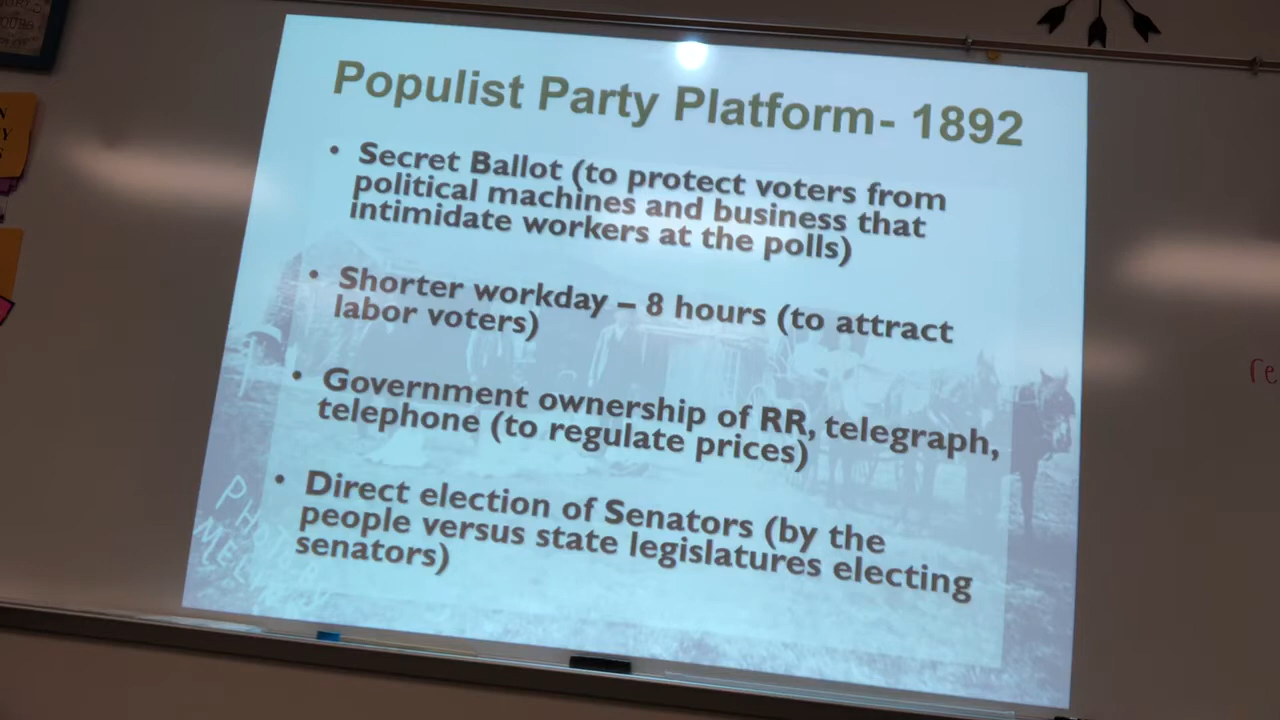 Populist Party Platform- 1892
• Secret Ballot (to protect voters from
political machines and business that
intimidate workers at the polls)
• Shorter workday – 8 hours (to attract
labor voters)
• Government ownership of RR, telegraph,
telephone (to regulate prices)
• Direct election of Senators (by the
people versus state legislatures electing
senators)